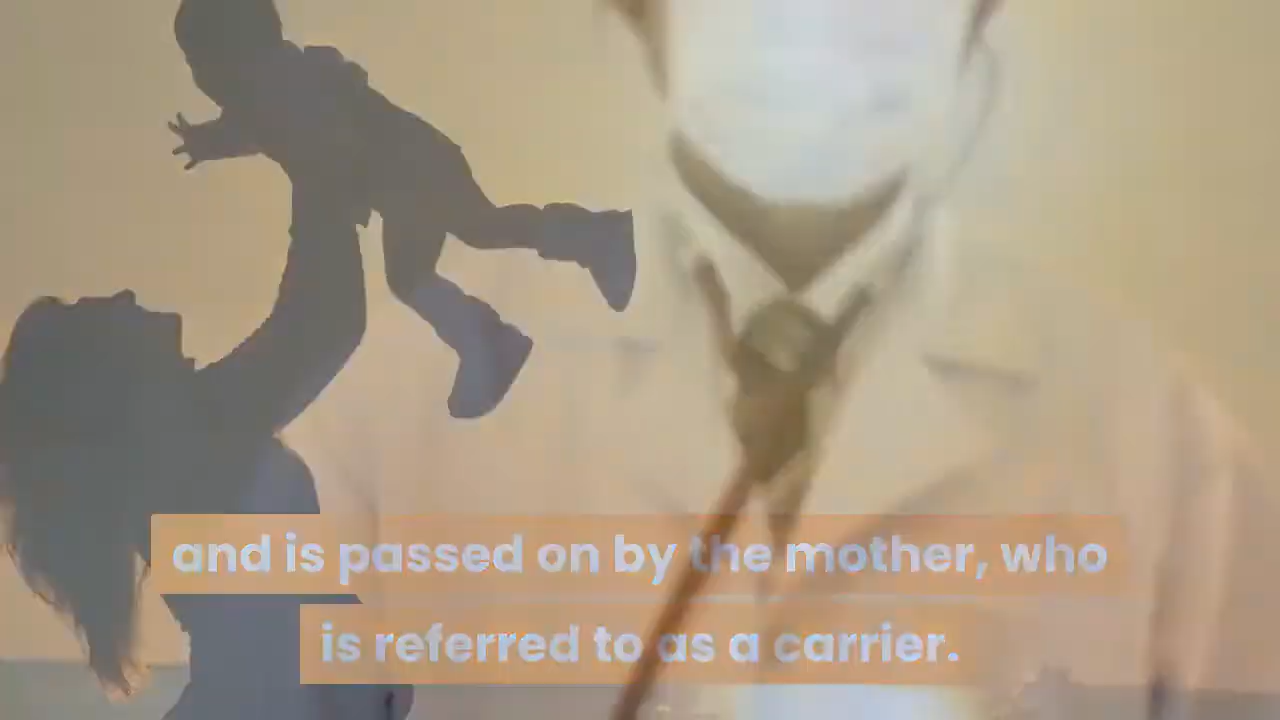 and is passed on by the mother, who
is referred to as a carrier.